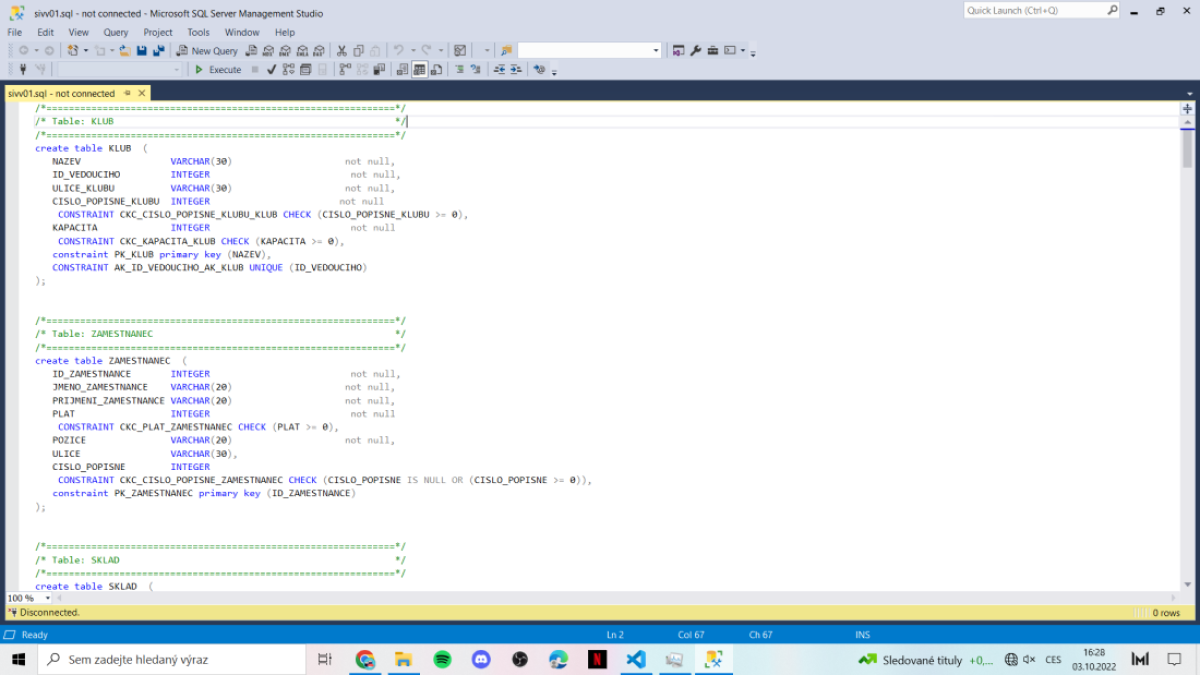 sivv01.sql - not connected - Microsoft SQL Server Management Studio
Quick Launch (Ctrl+Q)
File Edit View Query Project Tools Window Help
New Query
Execute
sivv01.sql - not connected
/*==============================================================*/
/* Table: KLUB */
/*==============================================================*/
create table KLUB (
NAZEV VARCHAR(30) not null,
ID_VEDOUCIHO INTEGER not null,
ULICE_KLUBU VARCHAR(30) not null,
CISLO_POPISNE_KLUBU INTEGER not null
CONSTRAINT CKC_CISLO_POPISNE_KLUBU_KLUB CHECK (CISLO_POPISNE_KLUBU >= 0),
KAPACITA INTEGER not null
CONSTRAINT CKC_KAPACITA_KLUB CHECK (KAPACITA >= 0),
constraint PK_KLUB primary key (NAZEV),
CONSTRAINT AK_ID_VEDOUCIHO_AK_KLUB UNIQUE (ID_VEDOUCIHO)
);
/*==============================================================*/
/* Table: ZAMESTNANEC */
/*==============================================================*/
create table ZAMESTNANEC (
ID_ZAMESTNANCE INTEGER not null,
JMENO_ZAMESTNANCE VARCHAR(20) not null,
PRIJMENI_ZAMESTNANCE VARCHAR(20) not null,
PLAT INTEGER not null
CONSTRAINT CKC_PLAT_ZAMESTNANEC CHECK (PLAT >= 0),
POZICE VARCHAR(20) not null,
ULICE VARCHAR(30),
CISLO_POPISNE INTEGER
CONSTRAINT CKC_CISLO_POPISNE_ZAMESTNANEC CHECK (CISLO_POPISNE IS NULL OR (CISLO_POPISNE >= 0)),
constraint PK_ZAMESTNANEC primary key (ID_ZAMESTNANCE)
);
/*==============================================================*/
/* Table: SKLAD */
/*==============================================================*/
create table SKLAD (
100 %
Disconnected. 0 rows
Ready Ln 2 Col 67 Ch 67 INS
Sem zadejte hledaný výraz
Sledované tituly +0,...
CES
16:28
03.10.2022